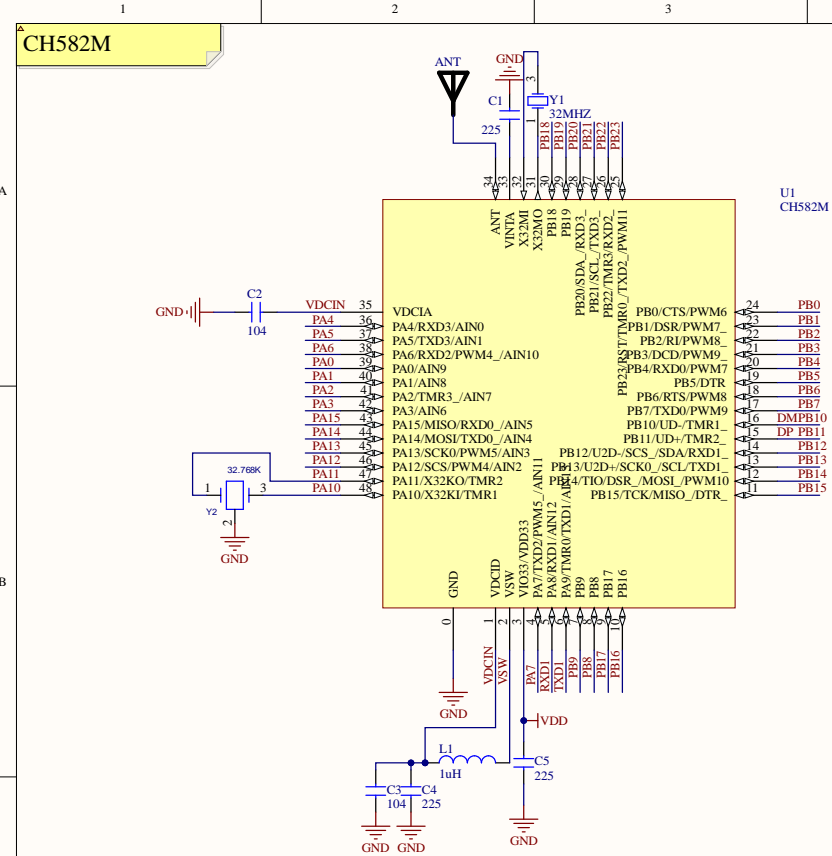 1 2 3
CH582M
A
B
ANT
GND
C1
225
3
Y1
32MHZ
1
PB18 PB19 PB20 PB21 PB22 PB23
34 33 32 31 30 29 28 27 26 25
U1
CH582M
ANT
VINTA
X32MI
X32MO
PB18
PB19
PB20/SDA_/RXD3_
PB21/SCL_/TXD3_
PB22/TMR3/RXD2_
PB23/RST/TMR0_/TXD2_/PWM11
GND
C2
104
VDCIN 35 VDCIA
PA4 36 PA4/RXD3/AIN0
PA5 37 PA5/TXD3/AIN1
PA6 38 PA6/RXD2/PWM4_/AIN10
PA0 39 PA0/AIN9
PA1 40 PA1/AIN8
PA2 41 PA2/TMR3_/AIN7
PA3 42 PA3/AIN6
PA15 43 PA15/MISO/RXD0_/AIN5
PA14 44 PA14/MOSI/TXD0_/AIN4
PA13 45 PA13/SCK0/PWM5/AIN3
PA12 46 PA12/SCS/PWM4/AIN2
PA11 47 PA11/X32KO/TMR2
PA10 48 PA10/X32KI/TMR1
PB0/CTS/PWM6 24 PB0
PB1/DSR/PWM7_ 23 PB1
PB2/RI/PWM8_ 22 PB2
PB3/DCD/PWM9_ 21 PB3
PB4/RXD0/PWM7 20 PB4
PB5/DTR 19 PB5
PB6/RTS/PWM8 18 PB6
PB7/TXD0/PWM9 17 PB7
PB10/UD-/TMR1_ 16 DMPB10
PB11/UD+/TMR2_ 15 DP PB11
PB12/U2D-/SCS_/SDA/RXD1_ 14 PB12
PB13/U2D+/SCK0_/SCL/TXD1_ 13 PB13
PB14/TIO/DSR_/MOSI_/PWM10 12 PB14
PB15/TCK/MISO_/DTR_ 11 PB15
32.768K
1 3
Y2
2
GND
GND
VDCID
VSW
VIO33/VDD33
PA7/TXD2/PWM5_/AIN11
PA8/RXD1/AIN12
PA9/TMR0/TXD1/AIN13
PB9
PB8
PB17
PB16
0 1 2 3 4 5 6 7 8 9 10
VDCIN VSW PA7 RXD1 TXD1 PB9 PB8 PB17 PB16
GND
VDD
L1
1uH
C3
104
C4
225
C5
225
GND GND
GND